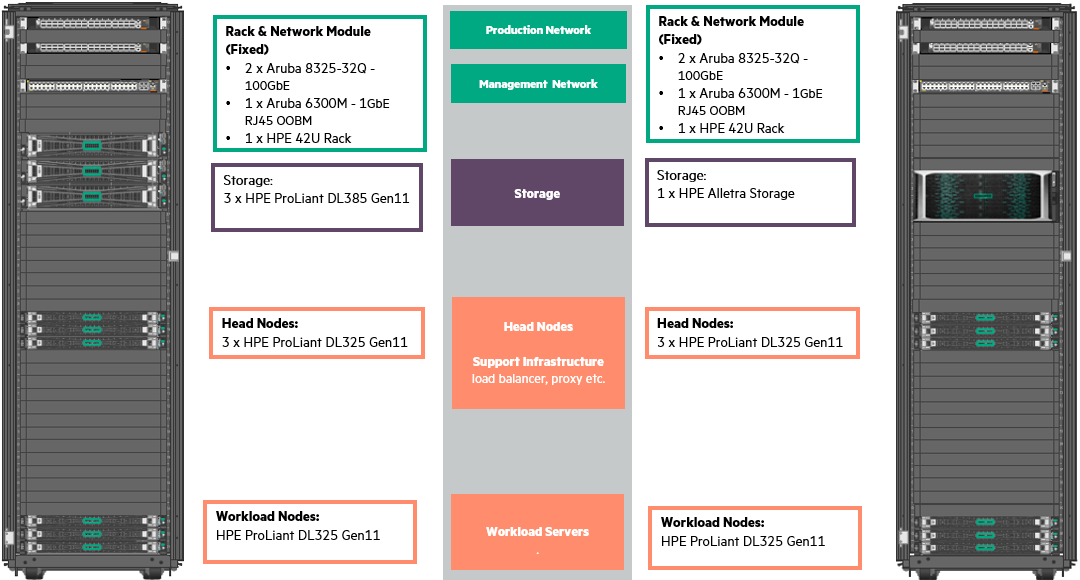 Rack & Network Module
(Fixed)
• 2 x Aruba 8325-32Q -
100GbE
• 1 x Aruba 6300M - 1GbE
RJ45 OOBM
• 1 x HPE 42U Rack
Storage:
3 x HPE ProLiant DL385 Gen11
Head Nodes:
3 x HPE ProLiant DL325 Gen11
Workload Nodes:
HPE ProLiant DL325 Gen11
Production Network
Management Network
Storage
Head Nodes
Support Infrastructure
load balancer, proxy etc.
Workload Servers
.
Rack & Network Module
(Fixed)
• 2 x Aruba 8325-32Q -
100GbE
• 1 x Aruba 6300M - 1GbE
RJ45 OOBM
• 1 x HPE 42U Rack
Storage:
1 x HPE Alletra Storage
Head Nodes:
3 x HPE ProLiant DL325 Gen11
Workload Nodes:
HPE ProLiant DL325 Gen11